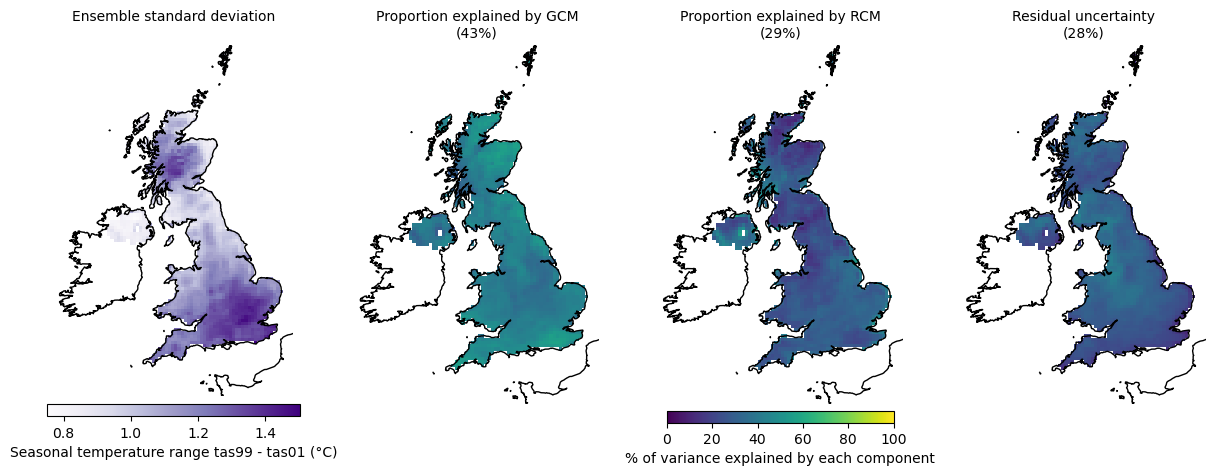 Ensemble standard deviation
Proportion explained by GCM
(43%)
Proportion explained by RCM
(29%)
Residual uncertainty
(28%)
0.8 1.0 1.2 1.4
Seasonal temperature range tas99 - tas01 (°C)
0 20 40 60 80 100
% of variance explained by each component